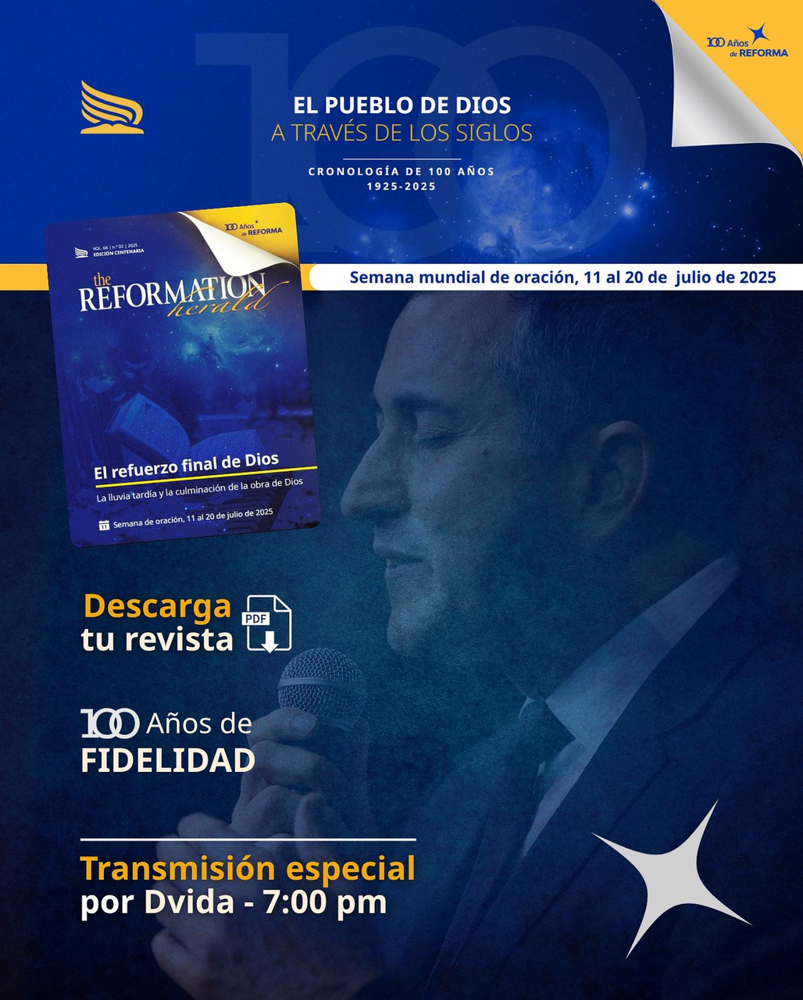 100 Años
de REFORMA
EL PUEBLO DE DIOS
A TRAVÉS DE LOS SIGLOS
CRONOLOGÍA DE 100 AÑOS
1925-2025
Semana mundial de oración, 11 al 20 de julio de 2025
100 Años
de REFORMA
VOL. 66 | n.º 02 | 2025
EDICIÓN CENTENARIA
the
REFORMATION
herald
El refuerzo final de Dios
La lluvia tardía y la culminación de la obra de Dios
11 Semana de oración, 11 al 20 de julio de 2025
Descarga
tu revista
PDF
100 Años de
FIDELIDAD
Transmisión especial
por Dvida - 7:00 pm
100